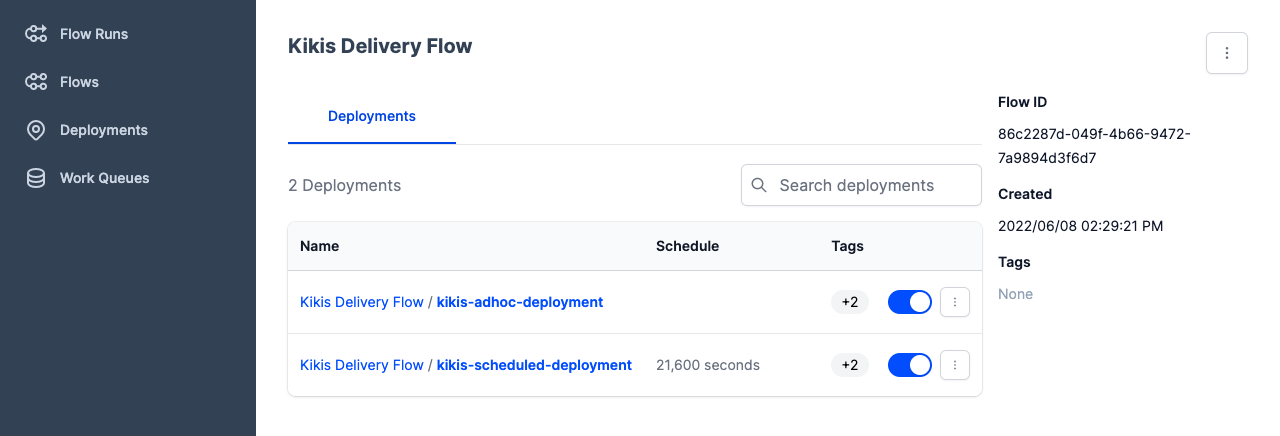 Flow Runs
Flows
Deployments
Work Queues
Kikis Delivery Flow
Deployments
2 Deployments
Search deployments
Name Schedule Tags
Kikis Delivery Flow / kikis-adhoc-deployment +2
Kikis Delivery Flow / kikis-scheduled-deployment 21,600 seconds +2
Flow ID
86c2287d-049f-4b66-9472-
7a9894d3f6d7
Created
2022/06/08 02:29:21 PM
Tags
None